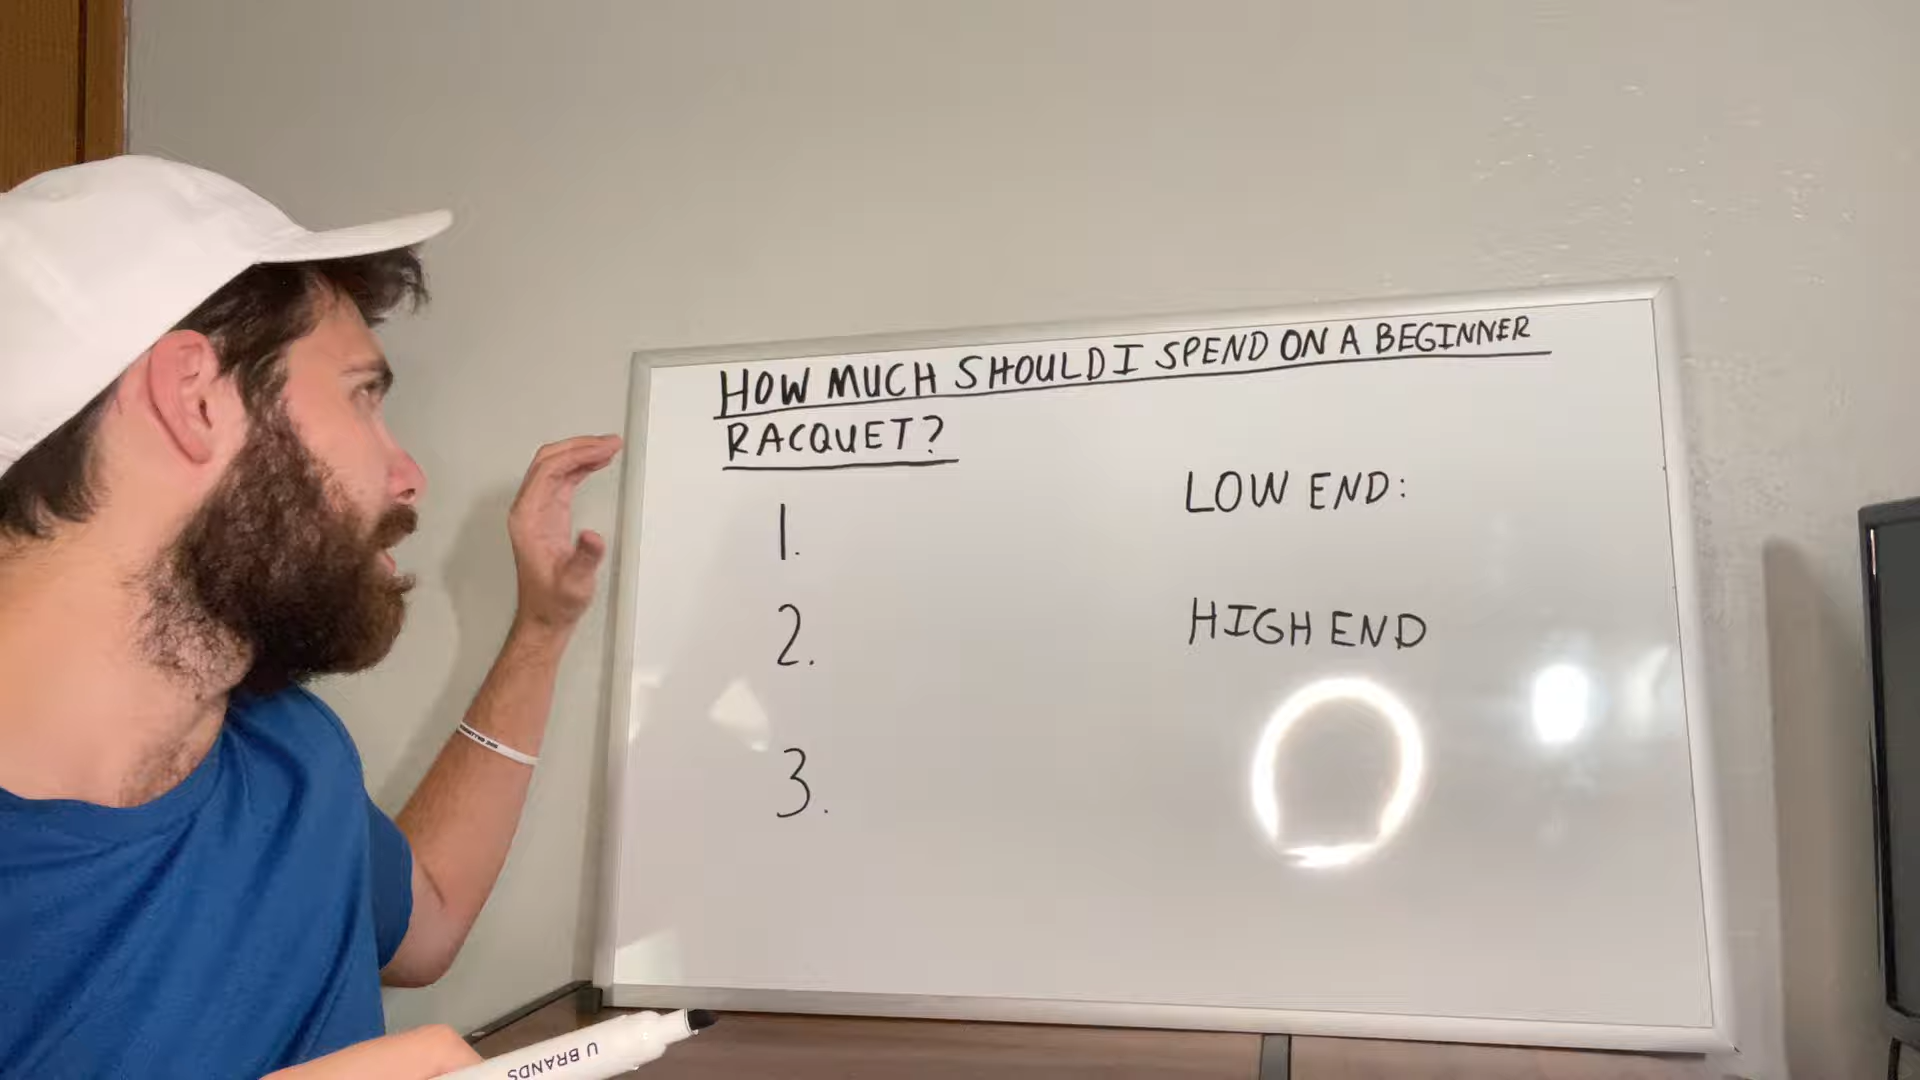 HOW MUCH SHOULD I SPEND ON A BEGINNER
RACQUET?
1.
LOW END:
2.
HIGH END
3.
U BRANDS